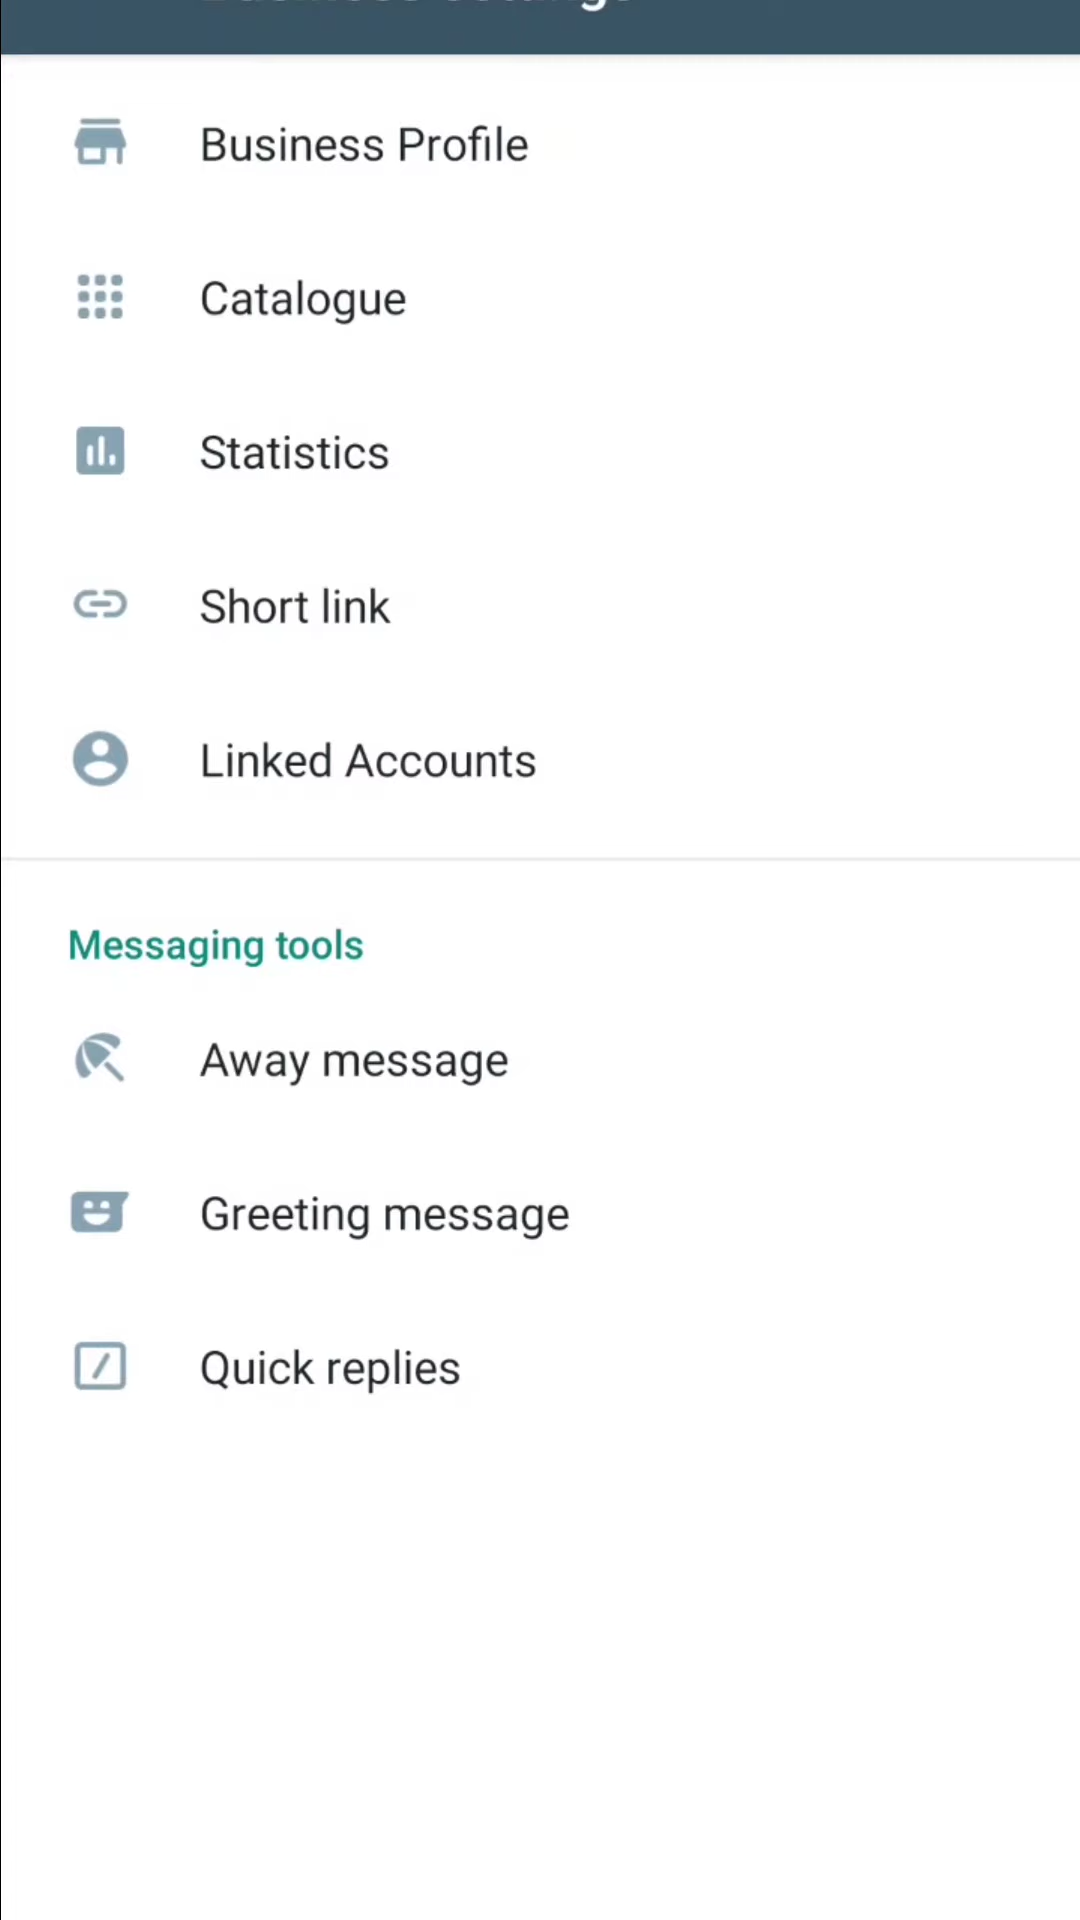 Business Profile
Catalogue
Statistics
Short link
Linked Accounts
Messaging tools
Away message
Greeting message
Quick replies